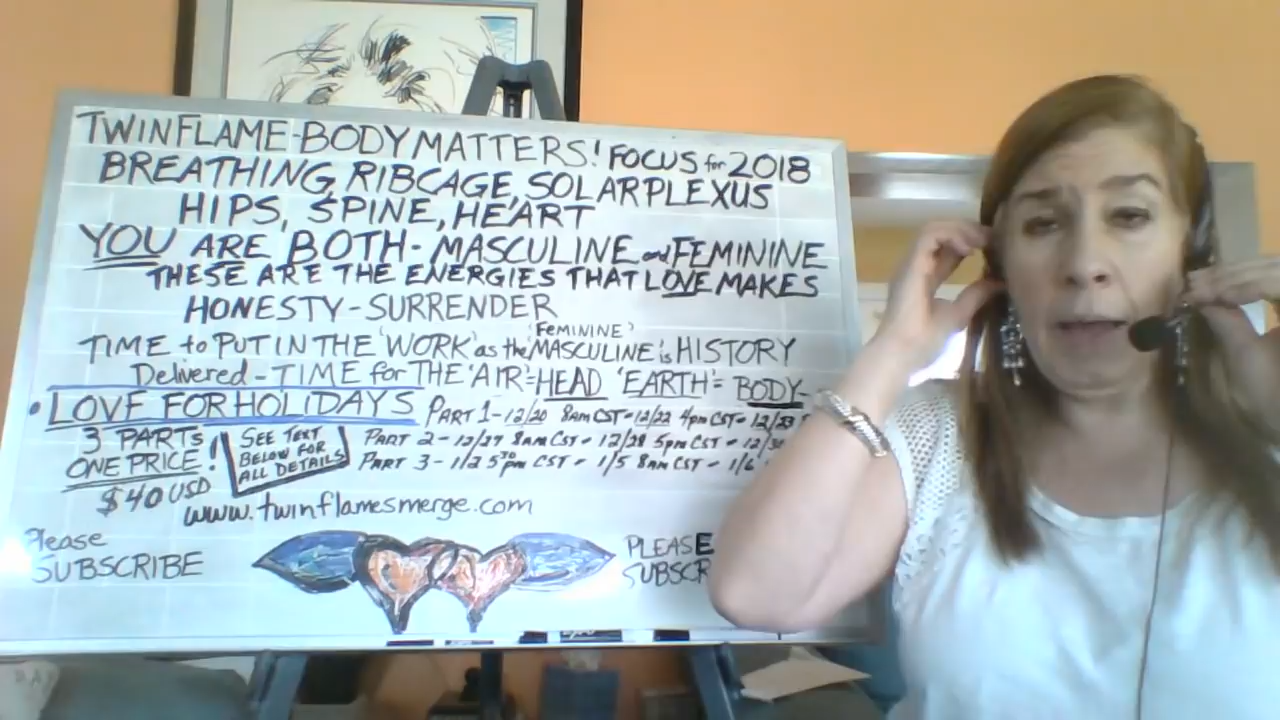 TWINFLAME-BODY MATTERS! FOCUS for 2018
BREATHING, RIBCAGE, SOLARPLEXUS
HIPS, SPINE, HEART
YOU ARE BOTH - MASCULINE and FEMININE
THESE ARE THE ENERGIES THAT LOVE MAKES
HONESTY - SURRENDER
'FEMININE'
TIME to PUT IN THE 'WORK' as the 'MASCULINE' is HISTORY
Delivered - TIME for THE 'AIR'= HEAD 'EARTH'= BODY-
• LOVE FOR HOLIDAYS PART 1 - 12/20 8am CST - 12/22 4pm CST - 12/23
3 PARTS SEE TEXT PART 2 - 12/27 8am CST - 12/28 5pm CST - 12/30
ONE PRICE! BELOW FOR PART 3 - 1/2 530 pm CST - 1/5 8am CST - 1/6
ALL DETAILS
$40 USD
www.twinflamesmerge.com
Please PLEASE
SUBSCRIBE SUBSCR